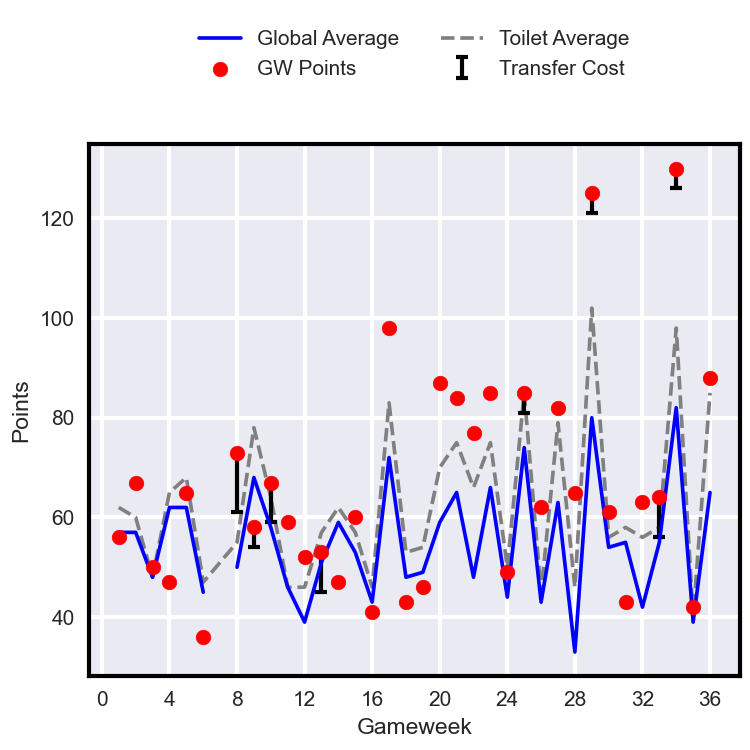 Global Average Toilet Average
GW Points Transfer Cost
120
100
80
60
40
Points
0 4 8 12 16 20 24 28 32 36
Gameweek